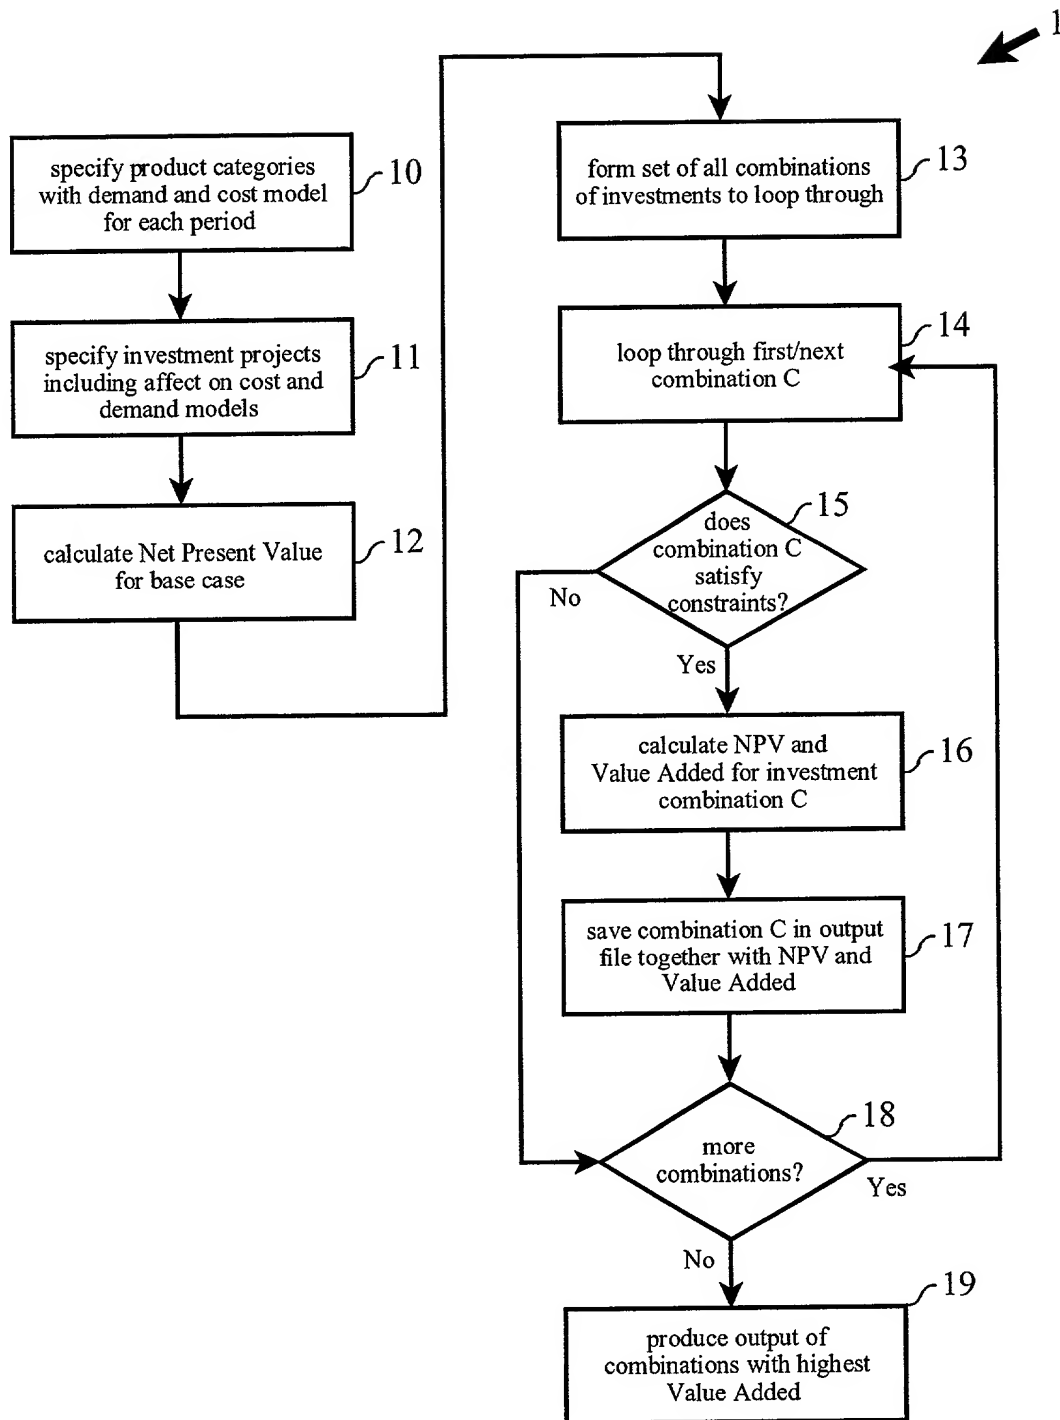 1
specify product categories
with demand and cost model
for each period
10
specify investment projects
including affect on cost and
demand models
11
calculate Net Present Value
for base case
12
form set of all combinations
of investments to loop through
13
loop through first/next
combination C
14
does
combination C
satisfy
constraints?
15
No
Yes
calculate NPV and
Value Added for investment
combination C
16
save combination C in output
file together with NPV and
Value Added
17
more
combinations?
18
Yes
No
produce output of
combinations with highest
Value Added
19